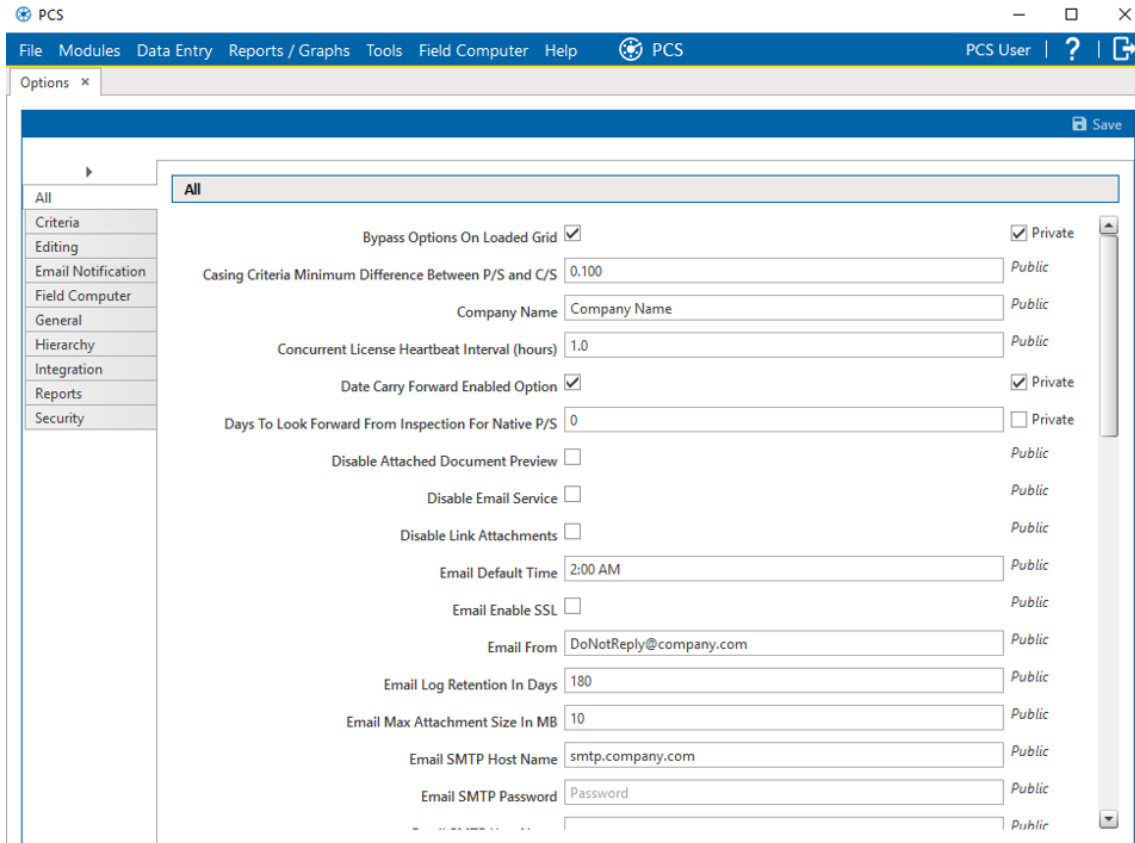 PCS
File Modules Data Entry Reports / Graphs Tools Field Computer Help PCS PCS User | ? |
Options ×
Save
All
Criteria
Editing
Email Notification
Field Computer
General
Hierarchy
Integration
Reports
Security
All
Bypass Options On Loaded Grid Private
Casing Criteria Minimum Difference Between P/S and C/S 0.100 Public
Company Name Company Name Public
Concurrent License Heartbeat Interval (hours) 1.0 Public
Date Carry Forward Enabled Option Private
Days To Look Forward From Inspection For Native P/S 0 Private
Disable Attached Document Preview Public
Disable Email Service Public
Disable Link Attachments Public
Email Default Time 2:00 AM Public
Email Enable SSL Public
Email From DoNotReply@company.com Public
Email Log Retention In Days 180 Public
Email Max Attachment Size In MB 10 Public
Email SMTP Host Name smtp.company.com Public
Email SMTP Password Password Public
Public